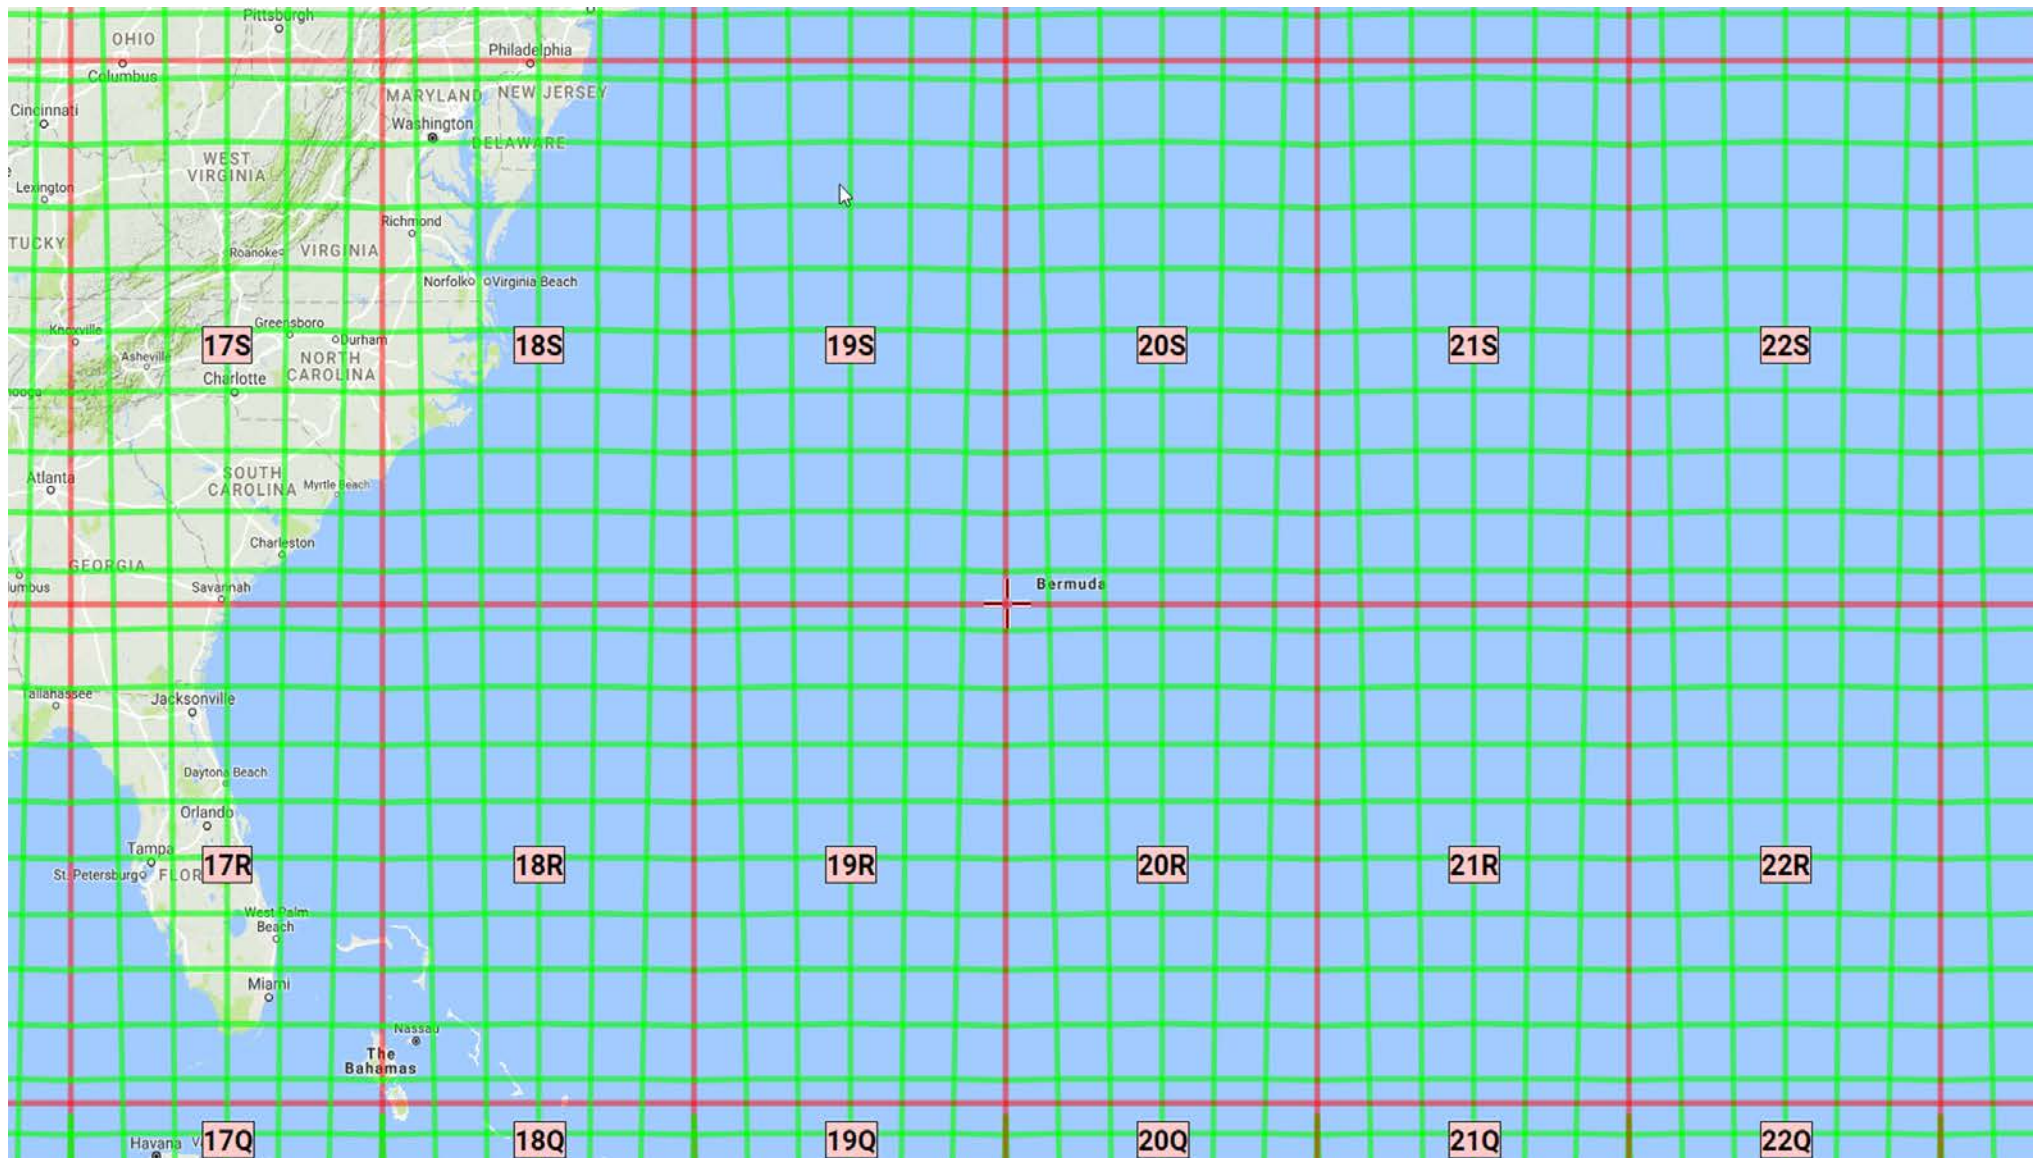 Pittsburgh
OHIO
Philadelphia
Columbus
MARYLAND
NEW JERSEY
Cincinnati
Washington
DELAWARE
WEST
VIRGINIA
Lexington
Richmond
TUCKY
Roanoke
VIRGINIA
Norfolk
Virginia Beach
Knoxville
Greensboro
Durham
17S
18S
19S
20S
21S
22S
Asheville
NORTH
CAROLINA
Charlotte
nooga
Atlanta
SOUTH
CAROLINA
Myrtle Beach
Charleston
GEORGIA
lumbus
Savannah
Bermuda
Tallahassee
Jacksonville
Daytona Beach
Orlando
Tampa
St. Petersburg
FLOR
17R
18R
19R
20R
21R
22R
West Palm
Beach
Miami
Nassau
The
Bahamas
Havana
17Q
18Q
19Q
20Q
21Q
22Q